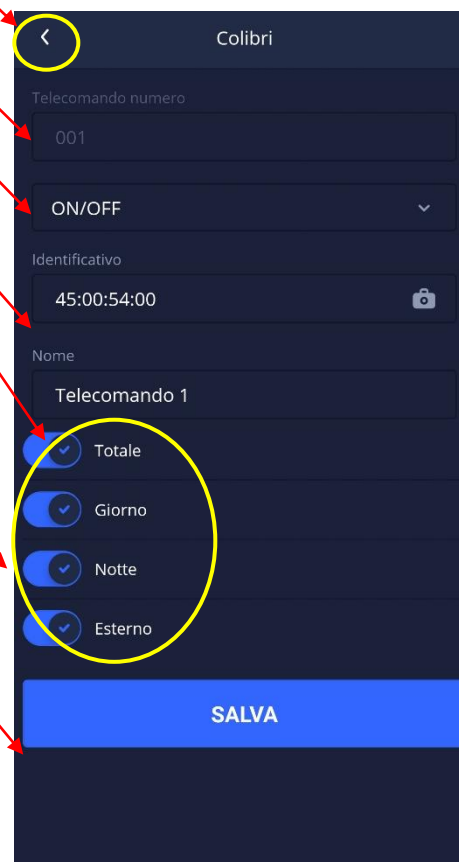 Colibri
Telecomando numero
001
ON/OFF
Identificativo
45:00:54:00
Nome
Telecomando 1
Totale
Giorno
Notte
Esterno
SALVA